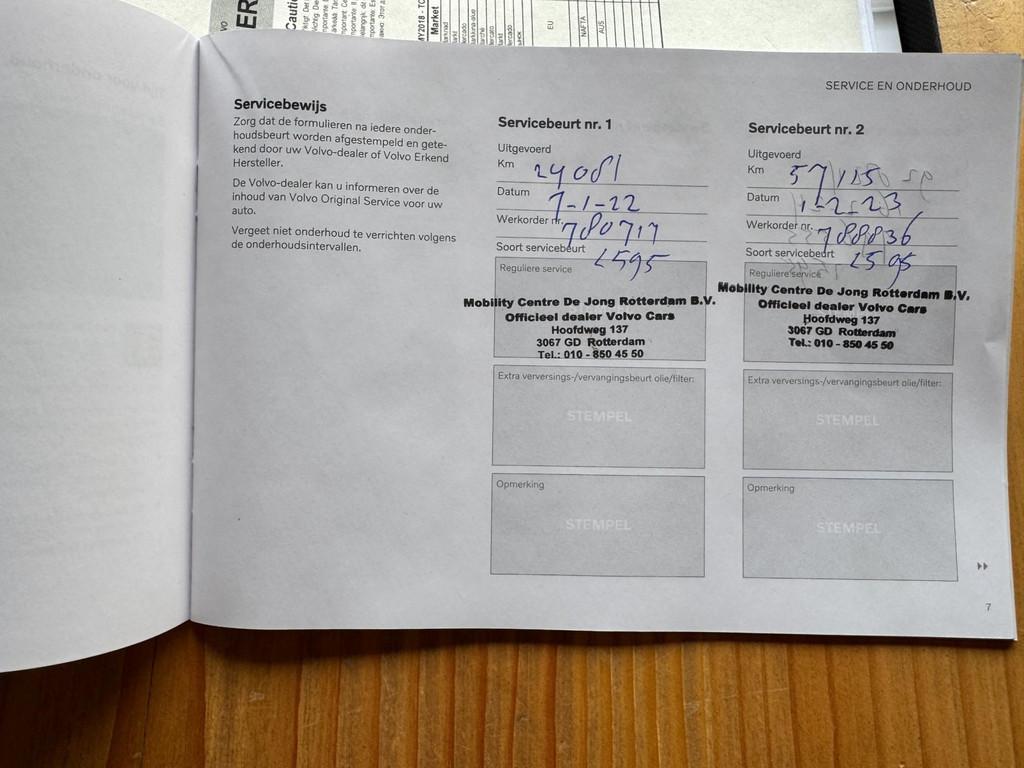 SERVICE EN ONDERHOUD
Servicebewijs
Zorg dat de formulieren na iedere onder-
houdsbeurt worden afgestempeld en gete-
kend door uw Volvo-dealer of Volvo Erkend
Hersteller.
De Volvo-dealer kan u informeren over de
inhoud van Volvo Original Service voor uw
auto.
Vergeet niet onderhoud te verrichten volgens
de onderhoudsintervallen.
Servicebeurt nr. 1
Uitgevoerd
Km 24081
Datum 7-1-22
Werkorder nr. 780717
Soort servicebeurt L595
Reguliere service
Mobility Centre De Jong Rotterdam B.V.
Officieel dealer Volvo Cars
Hoofdweg 137
3067 GD Rotterdam
Tel.: 010 - 850 45 50
Extra verversings-/vervangingsbeurt olie/filter:
STEMPEL
Opmerking
STEMPEL
Servicebeurt nr. 2
Uitgevoerd
Km 57115
Datum 1-2-23
Werkorder nr. 788836
Soort servicebeurt L595
Reguliere service
Mobility Centre De Jong Rotterdam B.V.
Officieel dealer Volvo Cars
Hoofdweg 137
3067 GD Rotterdam
Tel.: 010 - 850 45 50
Extra verversings-/vervangingsbeurt olie/filter:
STEMPEL
Opmerking
STEMPEL
7
Market
EU
NAFTA
AUS